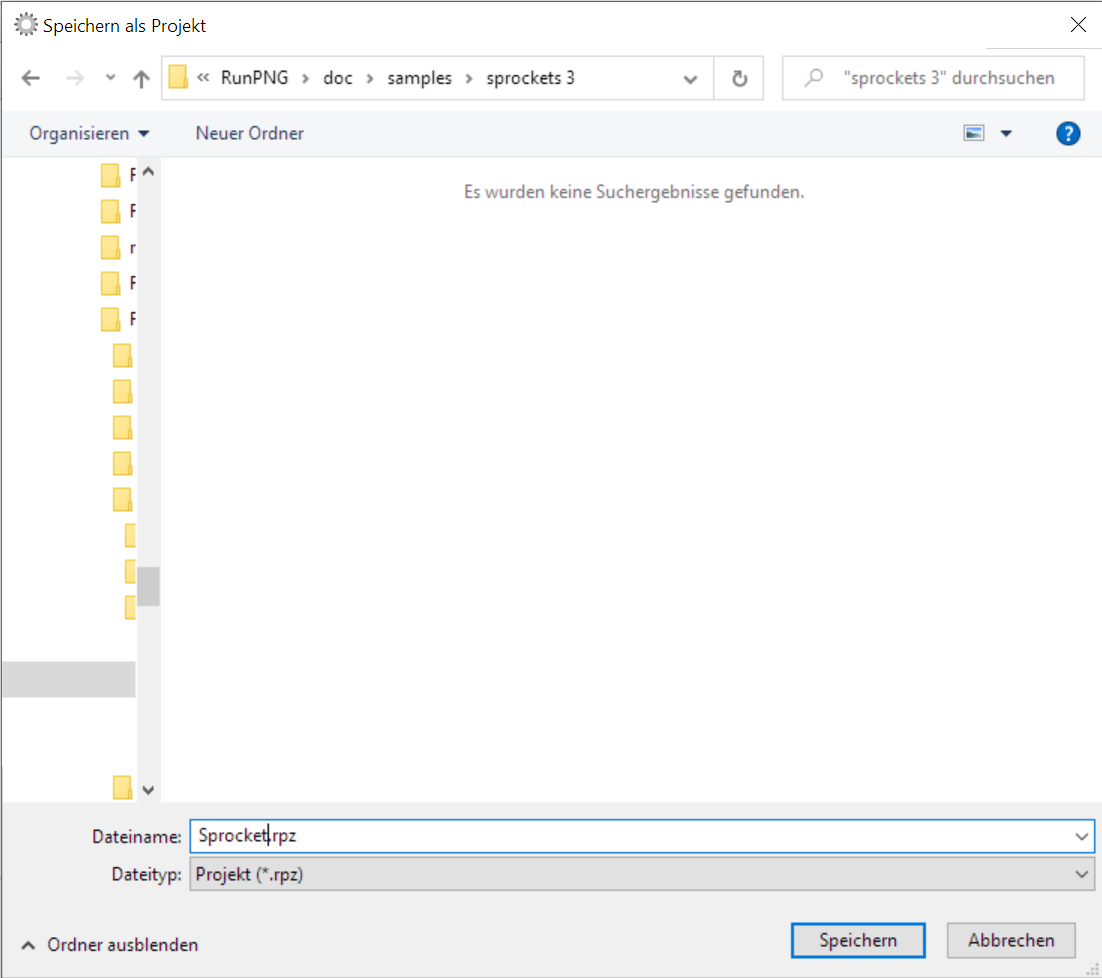 Speichern als Projekt
« RunPNG › doc › samples › sprockets 3
"sprockets 3" durchsuchen
Organisieren Neuer Ordner
?
Es wurden keine Suchergebnisse gefunden.
Dateiname: Sprocket.rpz
Dateityp: Projekt (*.rpz)
Ordner ausblenden
Speichern Abbrechen